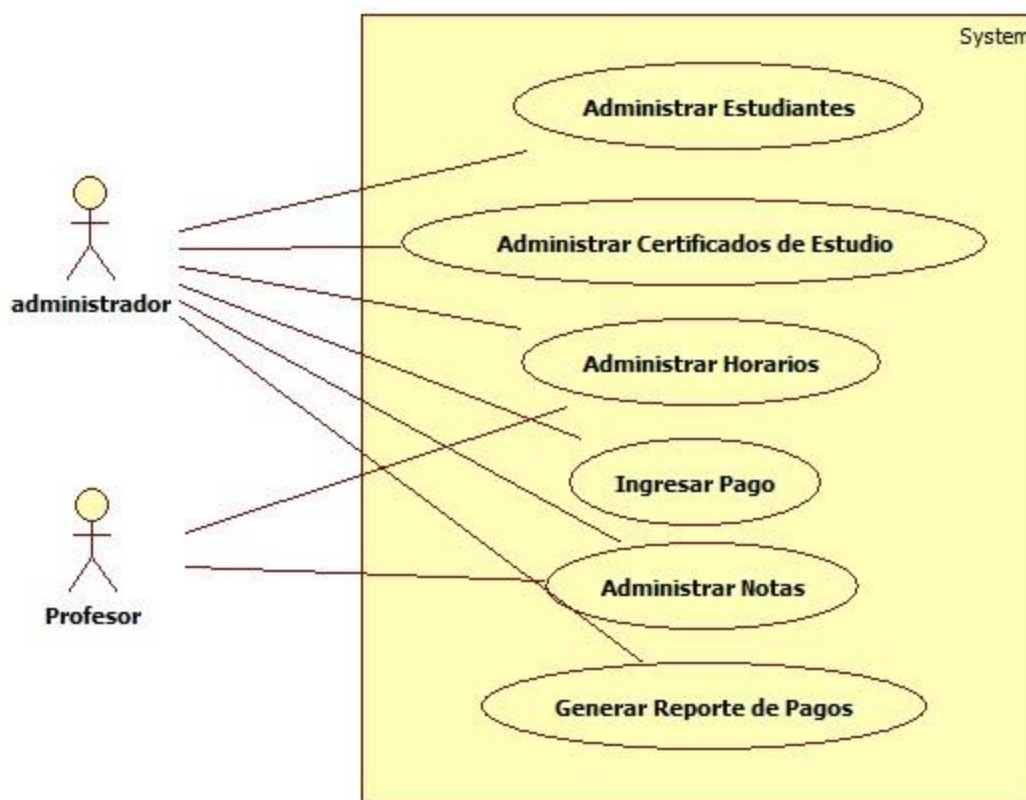 System
Administrar Estudiantes
Administrar Certificados de Estudio
administrador
Administrar Horarios
Ingresar Pago
Administrar Notas
Profesor
Generar Reporte de Pagos